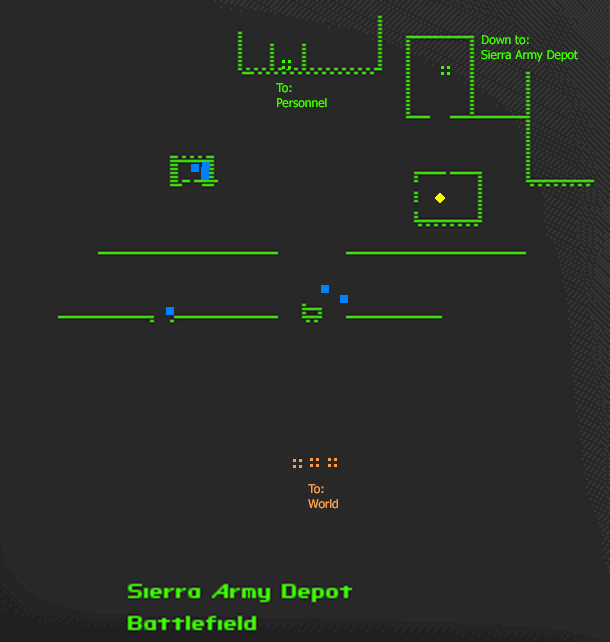 Down to:
Sierra Army Depot
To:
Personnel
To:
World
Sierra Army Depot
Battlefield